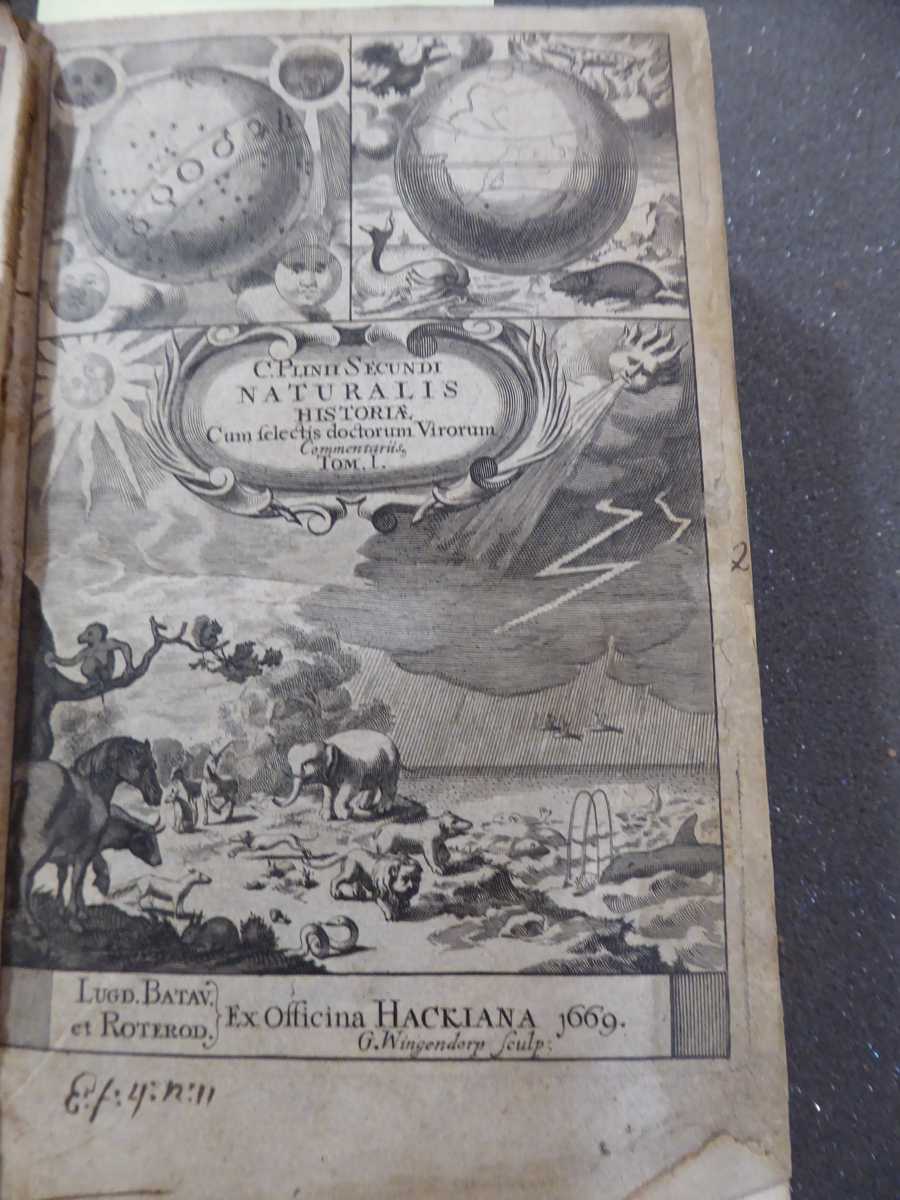 C. PLINII SECUNDI
NATURALIS
HISTORIÆ,
Cum selectis doctorum Virorum
Commentariis,
TOM. I.
2
LUGD. BATAV.
et ROTEROD.
Ex Officina HACKIANA 1669.
G. Wingendorp sculp: